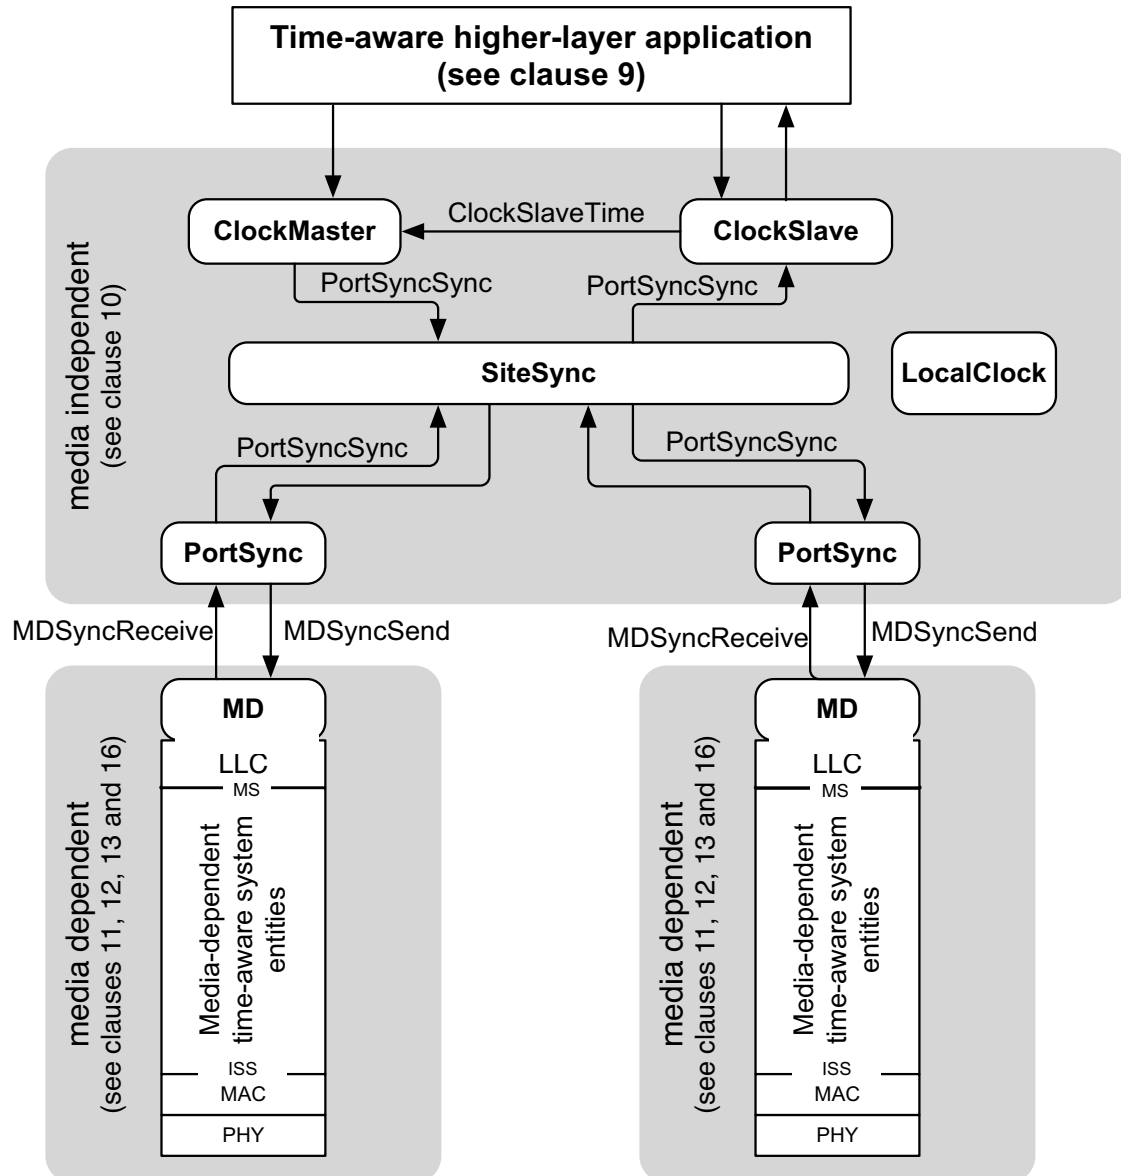 Time-aware higher-layer application
(see clause 9)
media independent
(see clause 10)
ClockMaster
ClockSlaveTime
ClockSlave
PortSyncSync
PortSyncSync
SiteSync
LocalClock
PortSyncSync
PortSyncSync
PortSync
PortSync
MDSyncReceive
MDSyncSend
MDSyncReceive
MDSyncSend
media dependent
(see clauses 11, 12, 13 and 16)
MD
LLC
MS
Media-dependent
time-aware system
entities
ISS
MAC
PHY
media dependent
(see clauses 11, 12, 13 and 16)
MD
LLC
MS
Media-dependent
time-aware system
entities
ISS
MAC
PHY